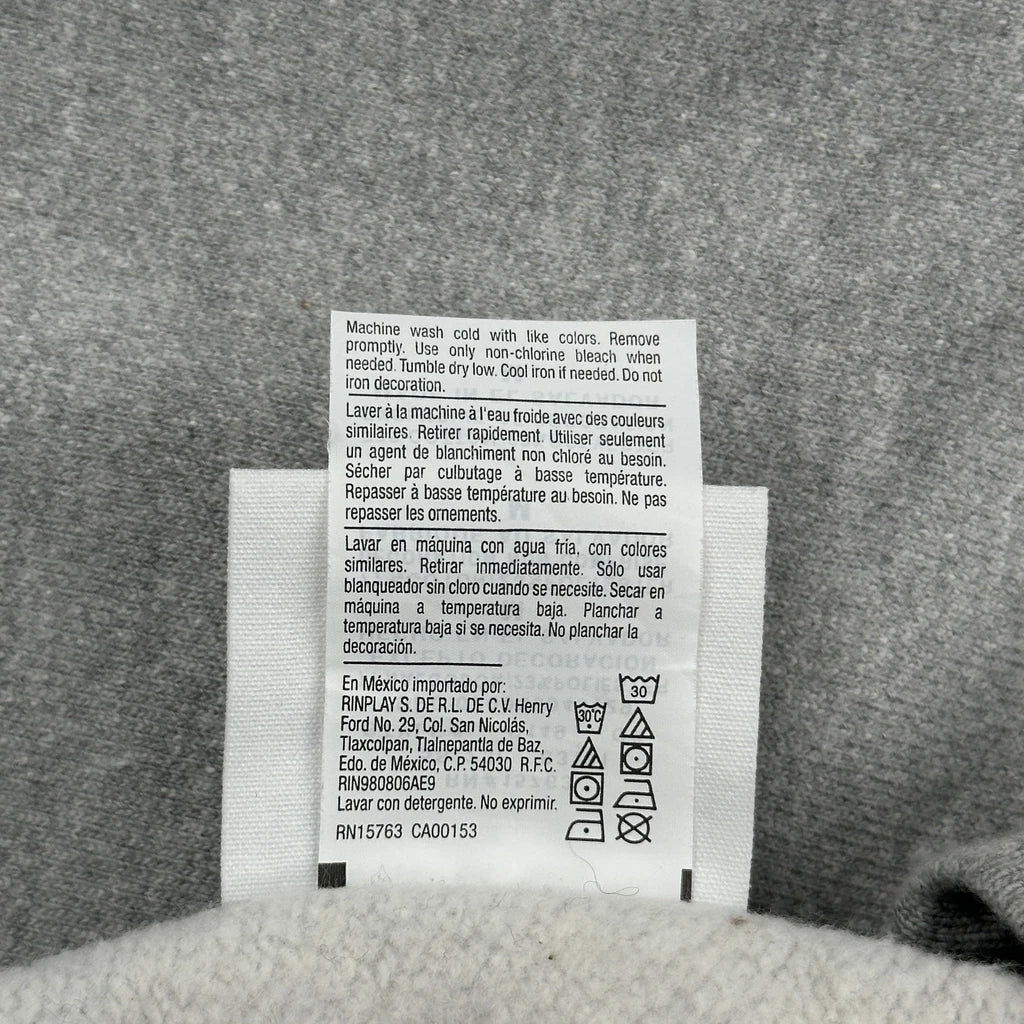 Machine wash cold with like colors. Remove
promptly. Use only non-chlorine bleach when
needed. Tumble dry low. Cool iron if needed. Do not
iron decoration.
Laver à la machine à l'eau froide avec des couleurs
similaires. Retirer rapidement. Utiliser seulement
un agent de blanchiment non chloré au besoin.
Sécher par culbutage à basse température.
Repasser à basse température au besoin. Ne pas
repasser les ornements.
Lavar en máquina con agua fría, con colores
similares. Retirar inmediatamente. Sólo usar
blanqueador sin cloro cuando se necesite. Secar en
máquina a temperatura baja. Planchar a
temperatura baja si se necesita. No planchar la
decoración.
En México importado por:
RINPLAY S. DE R.L. DE C.V. Henry
Ford No. 29, Col. San Nicolás,
Tlaxcolpan, Tlalnepantla de Baz,
Edo. de México, C.P. 54030 R.F.C.
RIN980806AE9
Lavar con detergente. No exprimir.
RN15763 CA00153
30°C
30